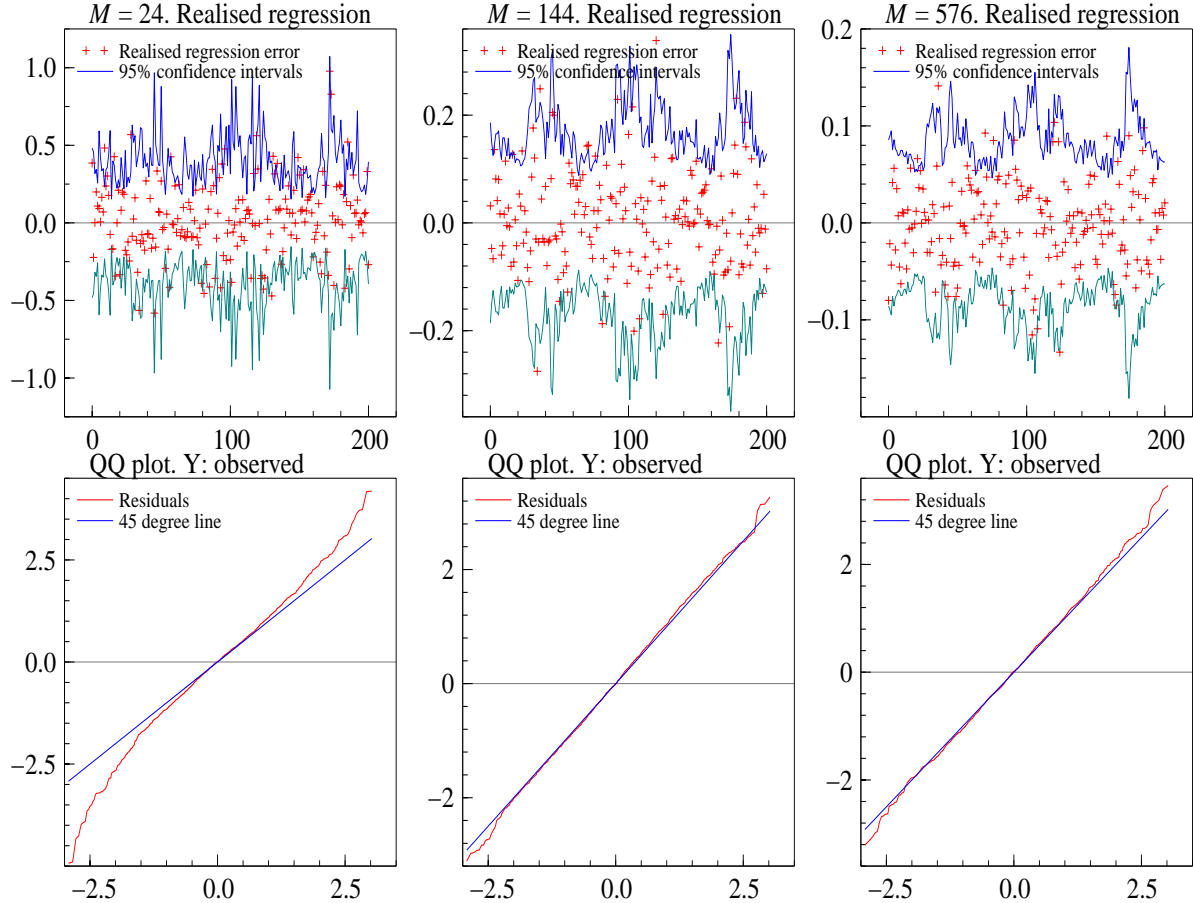 M = 24. Realised regression
Realised regression error
95% confidence intervals
1.0
0.5
0.0
−0.5
−1.0
0 100 200
M = 144. Realised regression
Realised regression error
95% confidence intervals
0.2
0.0
−0.2
0 100 200
M = 576. Realised regression
Realised regression error
95% confidence intervals
0.2
0.1
0.0
−0.1
0 100 200
QQ plot. Y: observed
Residuals
45 degree line
2.5
0.0
−2.5
−2.5 0.0 2.5
QQ plot. Y: observed
Residuals
45 degree line
2
0
−2
−2.5 0.0 2.5
QQ plot. Y: observed
Residuals
45 degree line
2
0
−2
−2.5 0.0 2.5